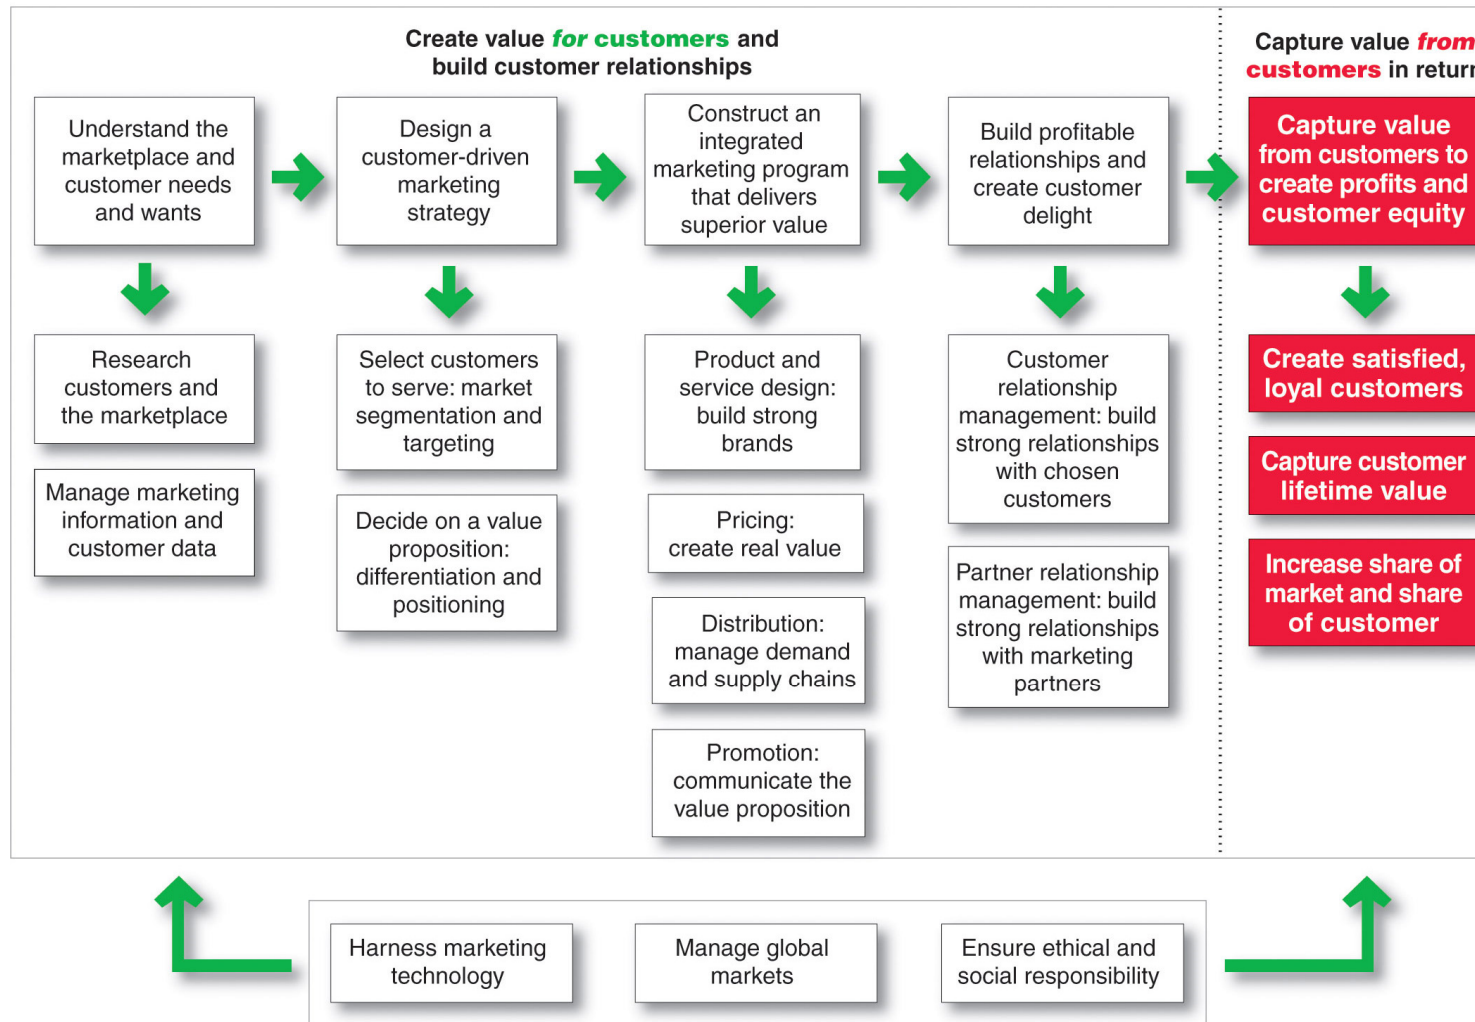 Create value for customers and
build customer relationships
Capture value from
customers in return
Understand the
marketplace and
customer needs
and wants
Design a
customer-driven
marketing
strategy
Construct an
integrated
marketing program
that delivers
superior value
Build profitable
relationships and
create customer
delight
Capture value
from customers to
create profits and
customer equity
Research
customers and
the marketplace
Manage marketing
information and
customer data
Select customers
to serve: market
segmentation and
targeting
Decide on a value
proposition:
differentiation and
positioning
Product and
service design:
build strong
brands
Pricing:
create real value
Distribution:
manage demand
and supply chains
Promotion:
communicate the
value proposition
Customer
relationship
management: build
strong relationships
with chosen
customers
Partner relationship
management: build
strong relationships
with marketing
partners
Create satisfied,
loyal customers
Capture customer
lifetime value
Increase share of
market and share
of customer
Harness marketing
technology
Manage global
markets
Ensure ethical and
social responsibility